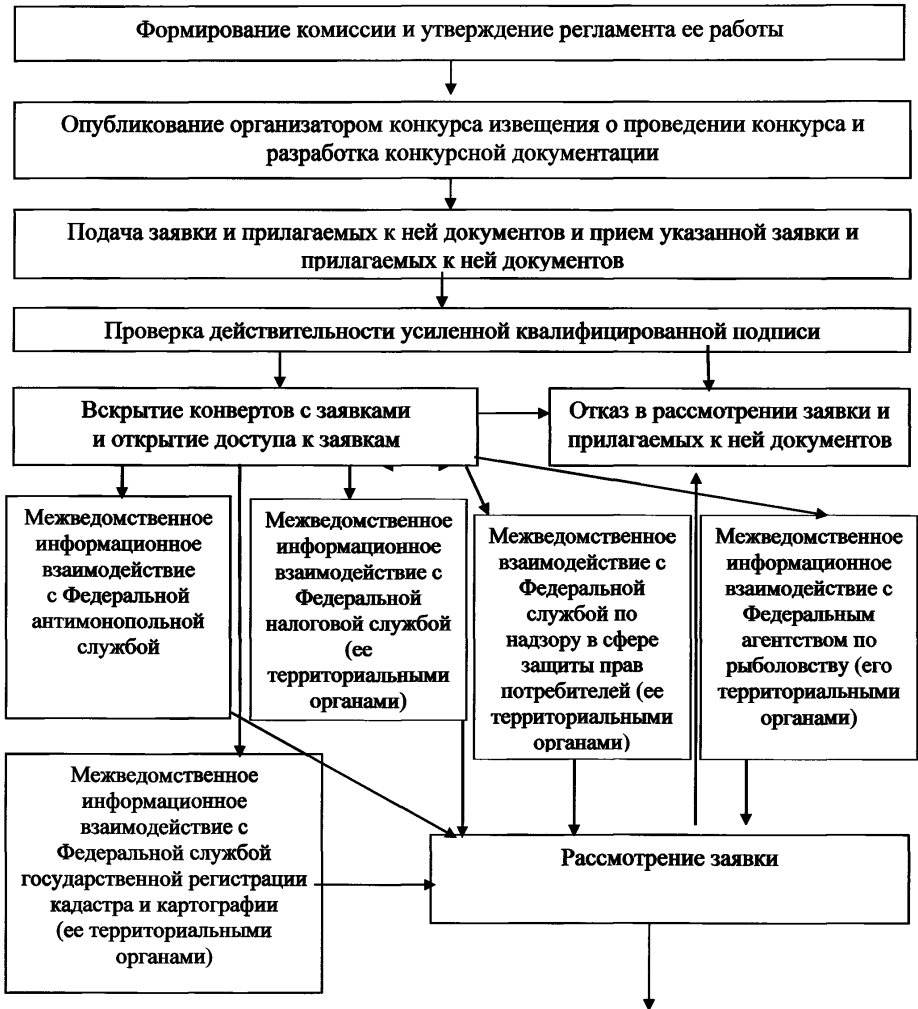 Формирование комиссии и утверждение регламента ее работы
Опубликование организатором конкурса извещения о проведении конкурса и
разработка конкурсной документации
Подача заявки и прилагаемых к ней документов и прием указанной заявки и
прилагаемых к ней документов
Проверка действительности усиленной квалифицированной подписи
Вскрытие конвертов с заявками
и открытие доступа к заявкам
Отказ в рассмотрении заявки и
прилагаемых к ней документов
Межведомственное
информационное
взаимодействие
с Федеральной
антимонопольной
службой
Межведомственное
информационное
взаимодействие с
Федеральной
налоговой службой
(ее
территориальными
органами)
Межведомственное
взаимодействие с
Федеральной
службой по
надзору в сфере
защиты прав
потребителей (ее
территориальными
органами)
Межведомственное
информационное
взаимодействие с
Федеральным
агентством по
рыболовству (его
территориальными
органами)
Межведомственное
информационное
взаимодействие с
Федеральной службой
государственной регистрации
кадастра и картографии
(ее территориальными
органами)
Рассмотрение заявки